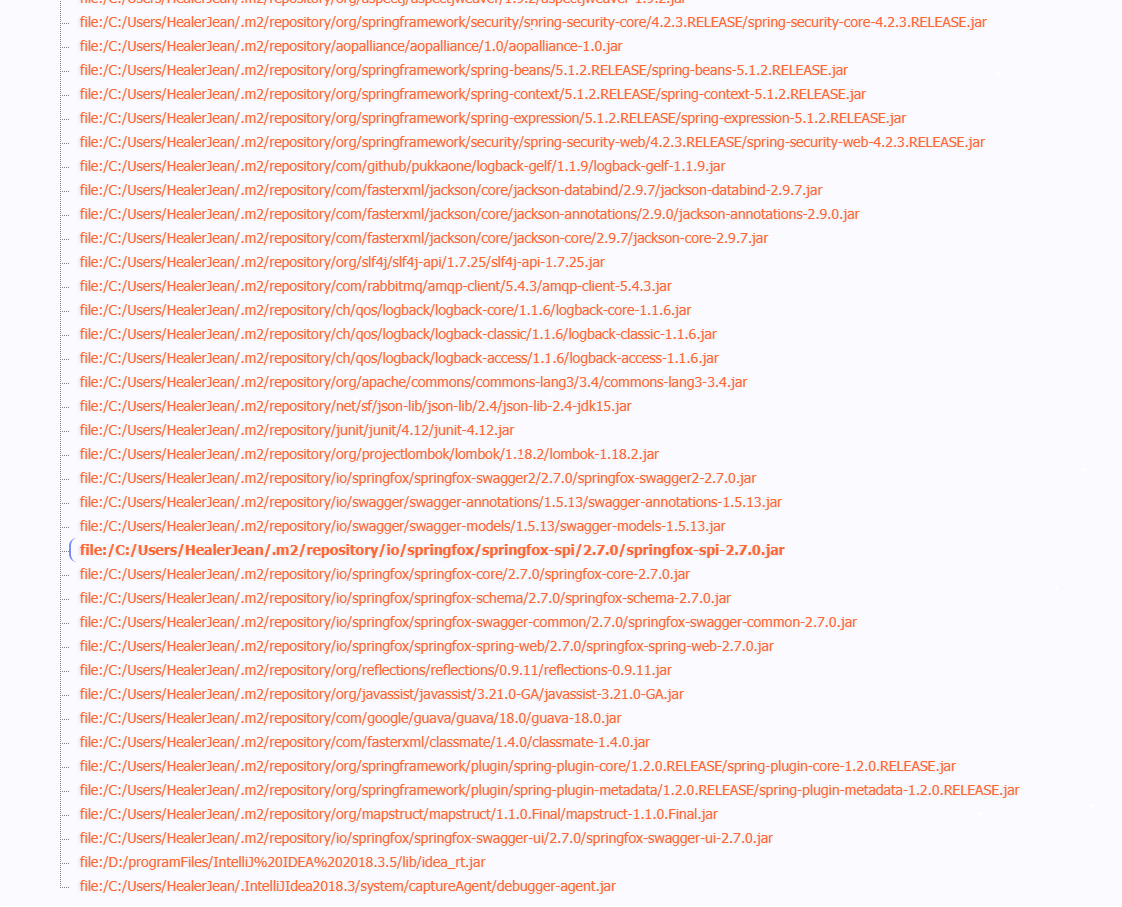 file:/C:/Users/HealerJean/.m2/repository/org/aspectj/aspectjweaver/1.9.2/aspectjweaver-1.9.2.jar
file:/C:/Users/HealerJean/.m2/repository/org/springframework/security/spring-security-core/4.2.3.RELEASE/spring-security-core-4.2.3.RELEASE.jar
file:/C:/Users/HealerJean/.m2/repository/aopalliance/aopalliance/1.0/aopalliance-1.0.jar
file:/C:/Users/HealerJean/.m2/repository/org/springframework/spring-beans/5.1.2.RELEASE/spring-beans-5.1.2.RELEASE.jar
file:/C:/Users/HealerJean/.m2/repository/org/springframework/spring-context/5.1.2.RELEASE/spring-context-5.1.2.RELEASE.jar
file:/C:/Users/HealerJean/.m2/repository/org/springframework/spring-expression/5.1.2.RELEASE/spring-expression-5.1.2.RELEASE.jar
file:/C:/Users/HealerJean/.m2/repository/org/springframework/security/spring-security-web/4.2.3.RELEASE/spring-security-web-4.2.3.RELEASE.jar
file:/C:/Users/HealerJean/.m2/repository/com/github/pukkaone/logback-gelf/1.1.9/logback-gelf-1.1.9.jar
file:/C:/Users/HealerJean/.m2/repository/com/fasterxml/jackson/core/jackson-databind/2.9.7/jackson-databind-2.9.7.jar
file:/C:/Users/HealerJean/.m2/repository/com/fasterxml/jackson/core/jackson-annotations/2.9.0/jackson-annotations-2.9.0.jar
file:/C:/Users/HealerJean/.m2/repository/com/fasterxml/jackson/core/jackson-core/2.9.7/jackson-core-2.9.7.jar
file:/C:/Users/HealerJean/.m2/repository/org/slf4j/slf4j-api/1.7.25/slf4j-api-1.7.25.jar
file:/C:/Users/HealerJean/.m2/repository/com/rabbitmq/amqp-client/5.4.3/amqp-client-5.4.3.jar
file:/C:/Users/HealerJean/.m2/repository/ch/qos/logback/logback-core/1.1.6/logback-core-1.1.6.jar
file:/C:/Users/HealerJean/.m2/repository/ch/qos/logback/logback-classic/1.1.6/logback-classic-1.1.6.jar
file:/C:/Users/HealerJean/.m2/repository/ch/qos/logback/logback-access/1.1.6/logback-access-1.1.6.jar
file:/C:/Users/HealerJean/.m2/repository/org/apache/commons/commons-lang3/3.4/commons-lang3-3.4.jar
file:/C:/Users/HealerJean/.m2/repository/net/sf/json-lib/json-lib/2.4/json-lib-2.4-jdk15.jar
file:/C:/Users/HealerJean/.m2/repository/junit/junit/4.12/junit-4.12.jar
file:/C:/Users/HealerJean/.m2/repository/org/projectlombok/lombok/1.18.2/lombok-1.18.2.jar
file:/C:/Users/HealerJean/.m2/repository/io/springfox/springfox-swagger2/2.7.0/springfox-swagger2-2.7.0.jar
file:/C:/Users/HealerJean/.m2/repository/io/swagger/swagger-annotations/1.5.13/swagger-annotations-1.5.13.jar
file:/C:/Users/HealerJean/.m2/repository/io/swagger/swagger-models/1.5.13/swagger-models-1.5.13.jar
file:/C:/Users/HealerJean/.m2/repository/io/springfox/springfox-spi/2.7.0/springfox-spi-2.7.0.jar
file:/C:/Users/HealerJean/.m2/repository/io/springfox/springfox-core/2.7.0/springfox-core-2.7.0.jar
file:/C:/Users/HealerJean/.m2/repository/io/springfox/springfox-schema/2.7.0/springfox-schema-2.7.0.jar
file:/C:/Users/HealerJean/.m2/repository/io/springfox/springfox-swagger-common/2.7.0/springfox-swagger-common-2.7.0.jar
file:/C:/Users/HealerJean/.m2/repository/io/springfox/springfox-spring-web/2.7.0/springfox-spring-web-2.7.0.jar
file:/C:/Users/HealerJean/.m2/repository/org/reflections/reflections/0.9.11/reflections-0.9.11.jar
file:/C:/Users/HealerJean/.m2/repository/org/javassist/javassist/3.21.0-GA/javassist-3.21.0-GA.jar
file:/C:/Users/HealerJean/.m2/repository/com/google/guava/guava/18.0/guava-18.0.jar
file:/C:/Users/HealerJean/.m2/repository/com/fasterxml/classmate/1.4.0/classmate-1.4.0.jar
file:/C:/Users/HealerJean/.m2/repository/org/springframework/plugin/spring-plugin-core/1.2.0.RELEASE/spring-plugin-core-1.2.0.RELEASE.jar
file:/C:/Users/HealerJean/.m2/repository/org/springframework/plugin/spring-plugin-metadata/1.2.0.RELEASE/spring-plugin-metadata-1.2.0.RELEASE.jar
file:/C:/Users/HealerJean/.m2/repository/org/mapstruct/mapstruct/1.1.0.Final/mapstruct-1.1.0.Final.jar
file:/C:/Users/HealerJean/.m2/repository/io/springfox/springfox-swagger-ui/2.7.0/springfox-swagger-ui-2.7.0.jar
file:/D:/programFiles/IntelliJ%20IDEA%202018.3.5/lib/idea_rt.jar
file:/C:/Users/HealerJean/.IntelliJIdea2018.3/system/captureAgent/debugger-agent.jar